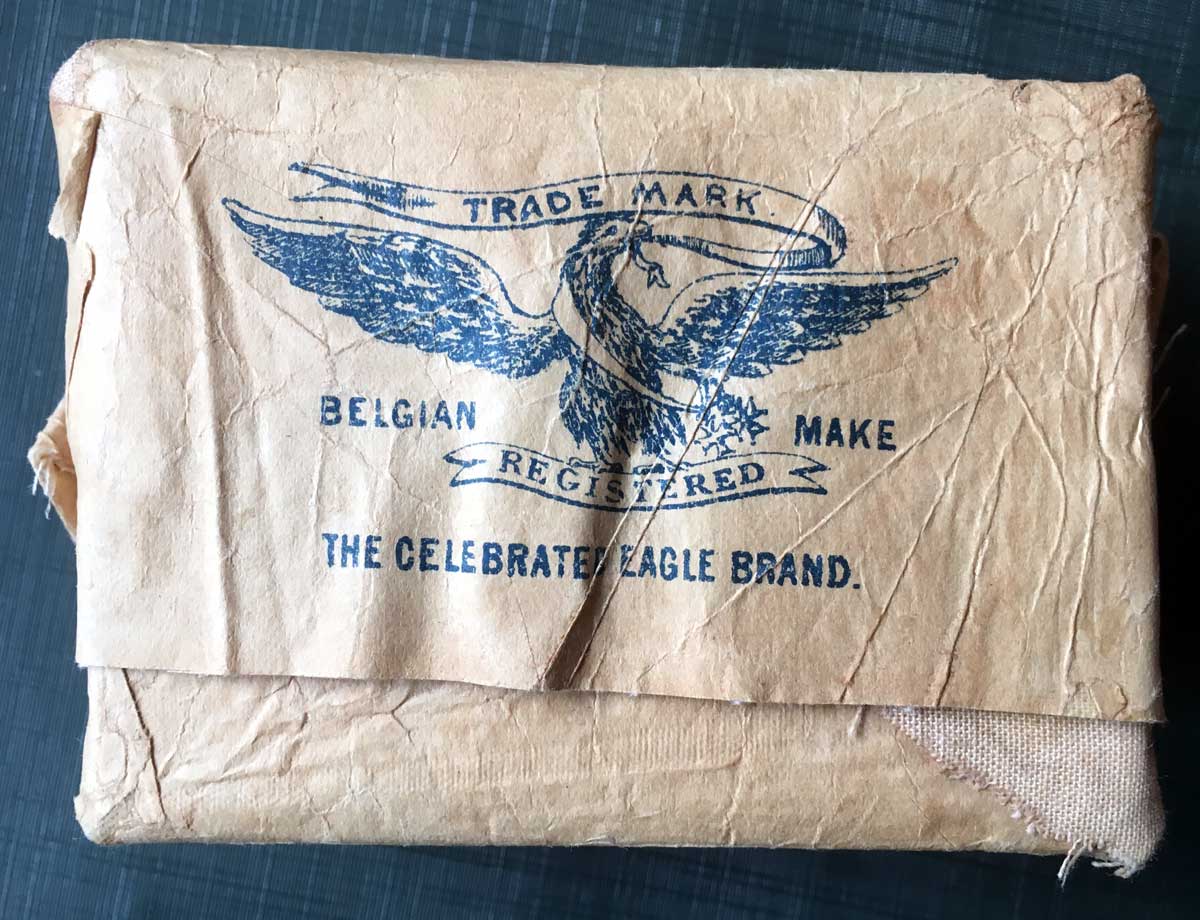 TRADE MARK.
BELGIAN MAKE
REGISTERED
THE CELEBRATED EAGLE BRAND.